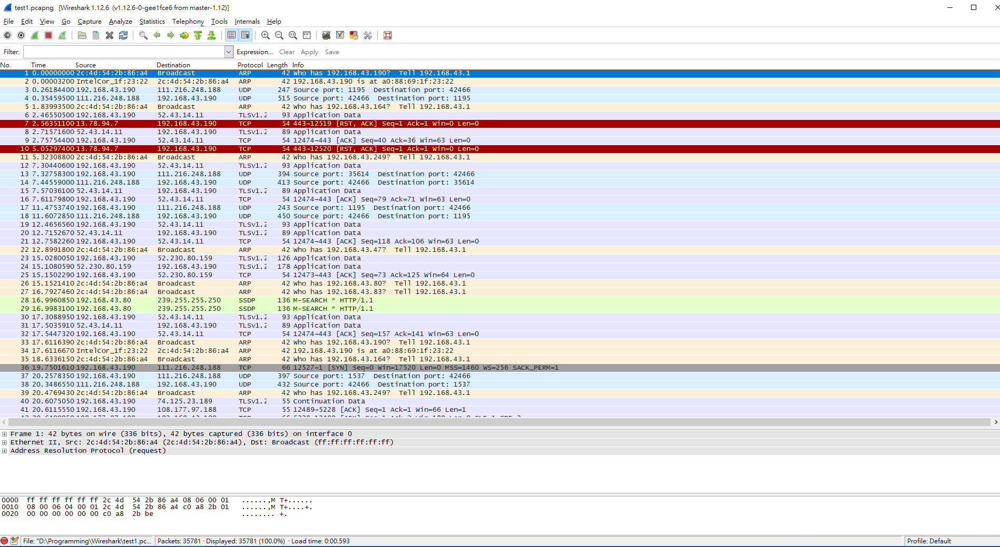 test1.pcapng   [Wireshark 1.12.6  (v1.12.6-0-gee1fce6 from master-1.12)]
File Edit View Go Capture Analyze Statistics Telephony Tools Internals Help
Filter: Expression... Clear Apply Save
No. Time Source Destination Protocol Length Info
1 0.00000000 2c:4d:54:2b:86:a4 Broadcast ARP 42 Who has 192.168.43.190?  Tell 192.168.43.1
2 0.00003200 IntelCor_1f:23:22 2c:4d:54:2b:86:a4 ARP 42 192.168.43.190 is at a0:88:69:1f:23:22
3 0.26184400 192.168.43.190 111.216.248.188 UDP 247 Source port: 1195  Destination port: 42466
4 0.35459500 111.216.248.188 192.168.43.190 UDP 515 Source port: 42466  Destination port: 1195
5 1.83993500 2c:4d:54:2b:86:a4 Broadcast ARP 42 Who has 192.168.43.164?  Tell 192.168.43.1
6 2.46550500 192.168.43.190 52.43.14.11 TLSv1.2 93 Application Data
7 2.56351100 13.78.94.7 192.168.43.190 TCP 54 443→12519 [RST, ACK] Seq=1 Ack=1 Win=0 Len=0
8 2.71571600 52.43.14.11 192.168.43.190 TLSv1.2 89 Application Data
9 2.75754400 192.168.43.190 52.43.14.11 TCP 54 12474→443 [ACK] Seq=40 Ack=36 Win=63 Len=0
10 5.05297400 13.78.94.7 192.168.43.190 TCP 54 443→12520 [RST, ACK] Seq=1 Ack=1 Win=0 Len=0
11 5.32308800 2c:4d:54:2b:86:a4 Broadcast ARP 42 Who has 192.168.43.249?  Tell 192.168.43.1
12 7.30440600 192.168.43.190 52.43.14.11 TLSv1.2 93 Application Data
13 7.32758300 192.168.43.190 111.216.248.188 UDP 394 Source port: 35614  Destination port: 42466
14 7.44559000 111.216.248.188 192.168.43.190 UDP 413 Source port: 42466  Destination port: 35614
15 7.57036100 52.43.14.11 192.168.43.190 TLSv1.2 89 Application Data
16 7.61179800 192.168.43.190 52.43.14.11 TCP 54 12474→443 [ACK] Seq=79 Ack=71 Win=63 Len=0
17 11.4753740 192.168.43.190 111.216.248.188 UDP 243 Source port: 1195  Destination port: 42466
18 11.6072850 111.216.248.188 192.168.43.190 UDP 450 Source port: 42466  Destination port: 1195
19 12.4656560 192.168.43.190 52.43.14.11 TLSv1.2 93 Application Data
20 12.7152670 52.43.14.11 192.168.43.190 TLSv1.2 89 Application Data
21 12.7582260 192.168.43.190 52.43.14.11 TCP 54 12474→443 [ACK] Seq=118 Ack=106 Win=63 Len=0
22 12.8991800 2c:4d:54:2b:86:a4 Broadcast ARP 42 Who has 192.168.43.47?  Tell 192.168.43.1
23 15.0280050 192.168.43.190 52.230.80.159 TLSv1.2 126 Application Data
24 15.1080590 52.230.80.159 192.168.43.190 TLSv1.2 178 Application Data
25 15.1502290 192.168.43.190 52.230.80.159 TCP 54 12473→443 [ACK] Seq=73 Ack=125 Win=64 Len=0
26 15.1521410 2c:4d:54:2b:86:a4 Broadcast ARP 42 Who has 192.168.43.80?  Tell 192.168.43.1
27 16.7927460 2c:4d:54:2b:86:a4 Broadcast ARP 42 Who has 192.168.43.83?  Tell 192.168.43.1
28 16.9960850 192.168.43.80 239.255.255.250 SSDP 136 M-SEARCH * HTTP/1.1
29 16.9983100 192.168.43.80 239.255.255.250 SSDP 136 M-SEARCH * HTTP/1.1
30 17.3088950 192.168.43.190 52.43.14.11 TLSv1.2 93 Application Data
31 17.5035910 52.43.14.11 192.168.43.190 TLSv1.2 89 Application Data
32 17.5447320 192.168.43.190 52.43.14.11 TCP 54 12474→443 [ACK] Seq=157 Ack=141 Win=63 Len=0
33 17.6116390 2c:4d:54:2b:86:a4 Broadcast ARP 42 Who has 192.168.43.190?  Tell 192.168.43.1
34 17.6116670 IntelCor_1f:23:22 2c:4d:54:2b:86:a4 ARP 42 192.168.43.190 is at a0:88:69:1f:23:22
35 18.6336150 2c:4d:54:2b:86:a4 Broadcast ARP 42 Who has 192.168.43.164?  Tell 192.168.43.1
36 19.7501610 192.168.43.190 111.216.248.188 TCP 66 12527→1 [SYN] Seq=0 Win=17520 Len=0 MSS=1460 WS=256 SACK_PERM=1
37 20.2578350 192.168.43.190 111.216.248.188 UDP 397 Source port: 1537  Destination port: 42466
38 20.3486550 111.216.248.188 192.168.43.190 UDP 432 Source port: 42466  Destination port: 1537
39 20.4769430 2c:4d:54:2b:86:a4 Broadcast ARP 42 Who has 192.168.43.249?  Tell 192.168.43.1
40 20.6075050 192.168.43.190 74.125.23.189 TLSv1.2 55 Continuation Data
41 20.6115550 192.168.43.190 108.177.97.188 TCP 55 12489→5228 [ACK] Seq=1 Ack=1 Win=66 Len=1
Frame 1: 42 bytes on wire (336 bits), 42 bytes captured (336 bits) on interface 0
Ethernet II, Src: 2c:4d:54:2b:86:a4 (2c:4d:54:2b:86:a4), Dst: Broadcast (ff:ff:ff:ff:ff:ff)
Address Resolution Protocol (request)
0000  ff ff ff ff ff ff 2c 4d  54 2b 86 a4 08 06 00 01   ......,M T+......
0010  08 00 06 04 00 01 2c 4d  54 2b 86 a4 c0 a8 2b 01   ......,M T+....+.
0020  00 00 00 00 00 00 c0 a8  2b be   ........ +.
File: "D:\Programming\Wireshark\test1.pc... Packets: 35781 · Displayed: 35781 (100.0%)  · Load time: 0:00.593 Profile: Default